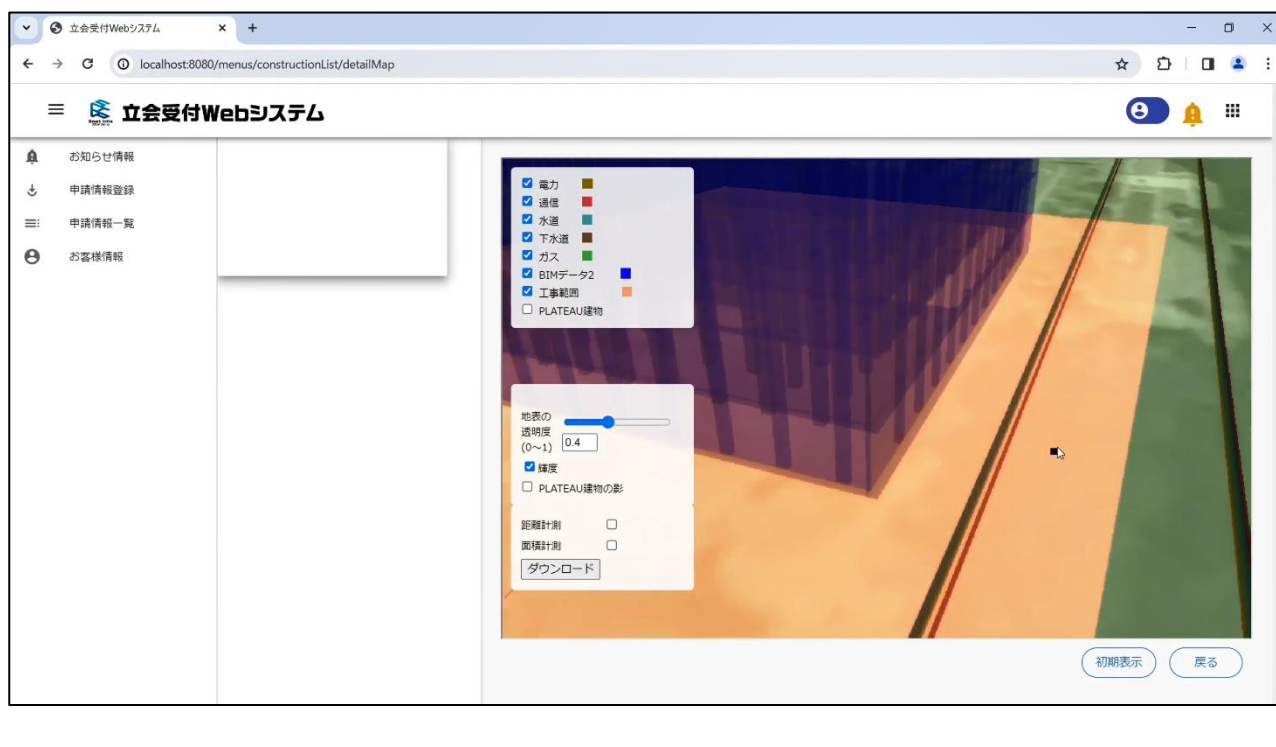 立会受付Webシステム
localhost:8080/menus/constructionList/detailMap
立会受付Webシステム
お知らせ情報
申請情報登録
申請情報一覧
お客様情報
電力
通信
水道
下水道
ガス
BIMデータ2
工事範囲
PLATEAU建物
地表の
透明度
(0～1)
0.4
輝度
PLATEAU建物の影
距離計測
面積計測
ダウンロード
初期表示
戻る